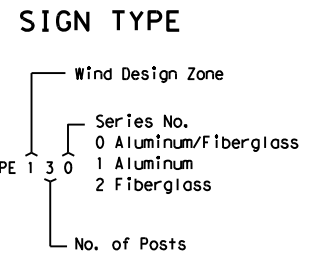 SIGN TYPE
Wind Design Zone
Series No.
0 Aluminum/Fiberglass
1 Aluminum
2 Fiberglass
PE 1 3 0
No. of Posts